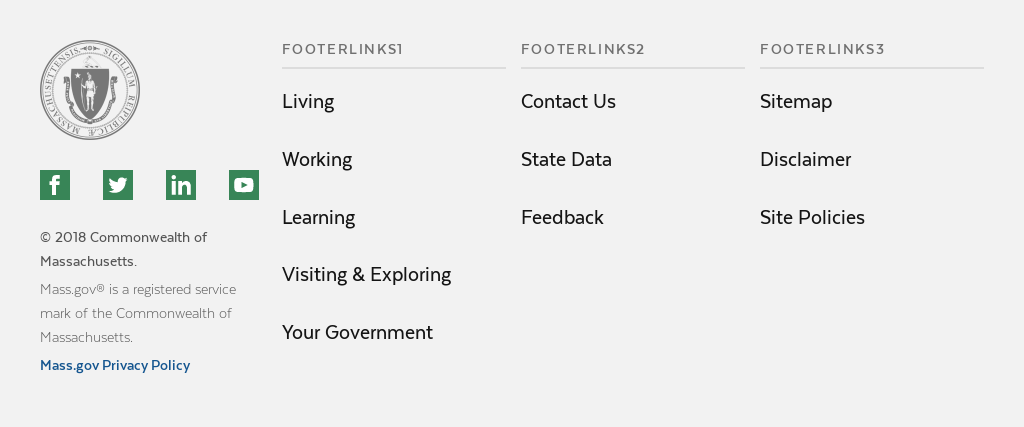 SIGILLUM REIPUBLICÆ MASSACHUSETTENSIS
© 2018 Commonwealth of
Massachusetts.
Mass.gov® is a registered service
mark of the Commonwealth of
Massachusetts.
Mass.gov Privacy Policy
FOOTERLINKS1
Living
Working
Learning
Visiting & Exploring
Your Government
FOOTERLINKS2
Contact Us
State Data
Feedback
FOOTERLINKS3
Sitemap
Disclaimer
Site Policies